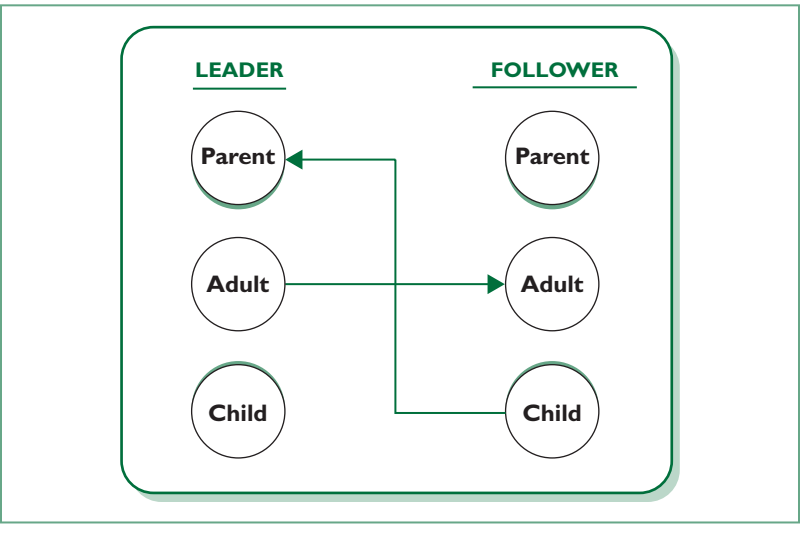 LEADER
FOLLOWER
Parent
Parent
Adult
Adult
Child
Child